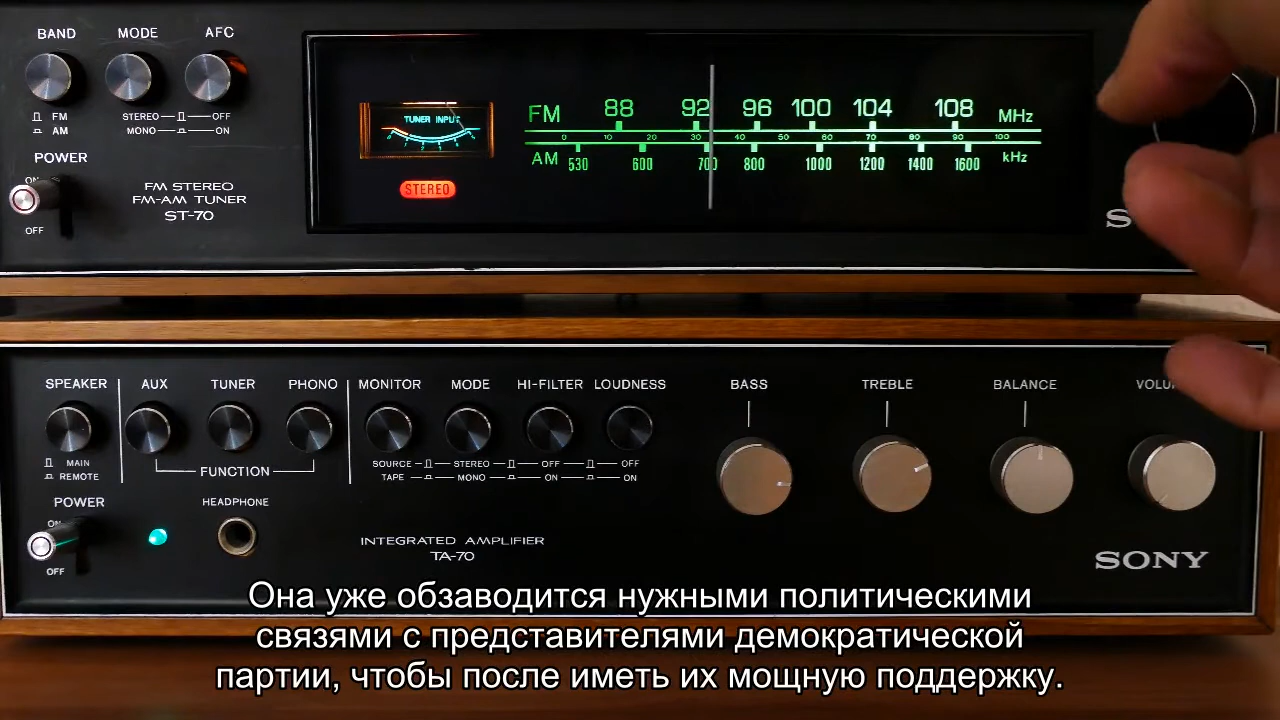 BAND MODE AFC
FM STEREO OFF
AM MONO ON
POWER
ON
OFF
FM STEREO
FM-AM TUNER
ST-70
TUNER INPUT
STEREO
FM 88 92 96 100 104 108 MHz
0 10 20 30 40 50 60 70 80 90 100
AM 530 600 700 800 1000 1200 1400 1600 kHz
SPEAKER AUX TUNER PHONO MONITOR MODE HI-FILTER LOUDNESS BASS TREBLE BALANCE
MAIN
REMOTE
FUNCTION
SOURCE STEREO OFF OFF
TAPE MONO ON ON
POWER
ON
OFF
HEADPHONE
INTEGRATED AMPLIFIER
TA-70
SONY
Она уже обзаводится нужными политическими
связями с представителями демократической
партии, чтобы после иметь их мощную поддержку.